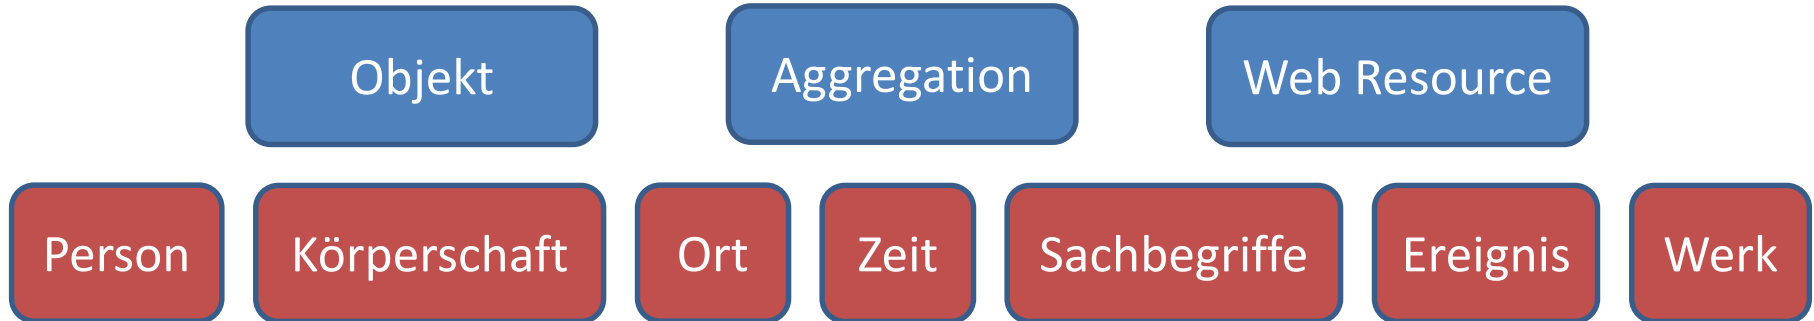 Objekt
Aggregation
Web Resource
Person
Körperschaft
Ort
Zeit
Sachbegriffe
Ereignis
Werk